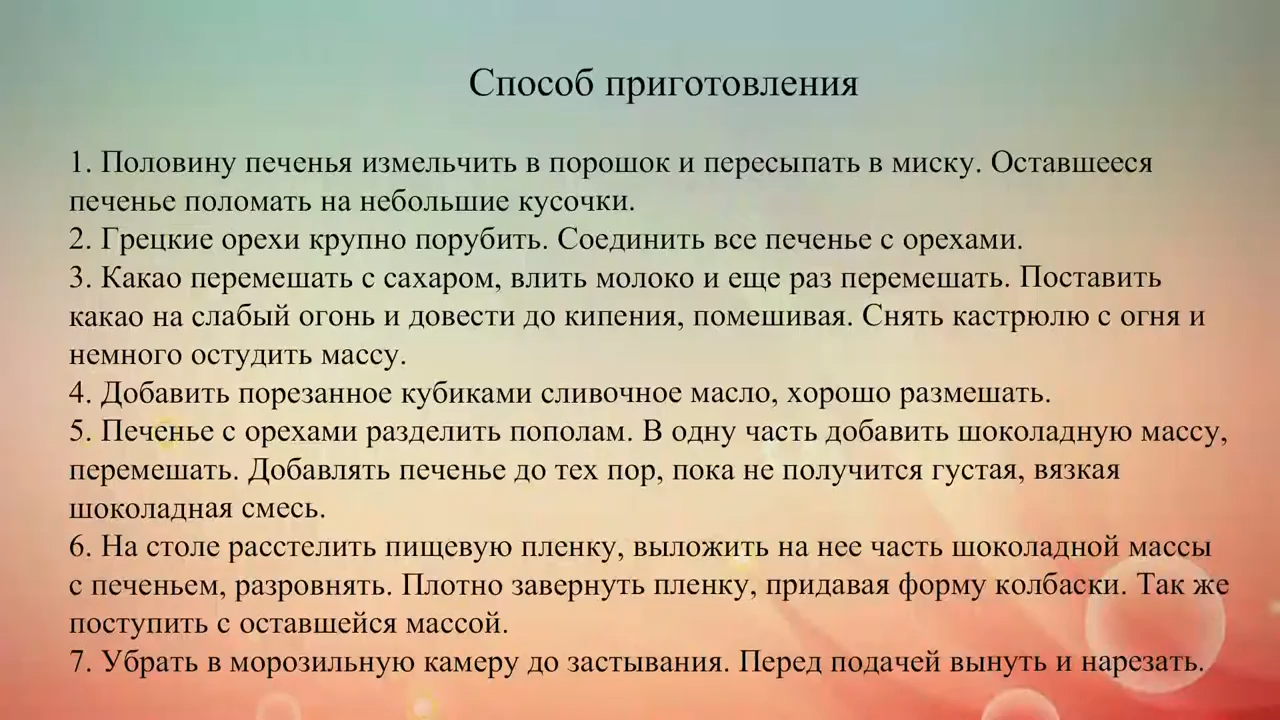 Способ приготовления
1. Половину печенья измельчить в порошок и пересыпать в миску. Оставшееся
печенье поломать на небольшие кусочки.
2. Грецкие орехи крупно порубить. Соединить все печенье с орехами.
3. Какао перемешать с сахаром, влить молоко и еще раз перемешать. Поставить
какао на слабый огонь и довести до кипения, помешивая. Снять кастрюлю с огня и
немного остудить массу.
4. Добавить порезанное кубиками сливочное масло, хорошо размешать.
5. Печенье с орехами разделить пополам. В одну часть добавить шоколадную массу,
перемешать. Добавлять печенье до тех пор, пока не получится густая, вязкая
шоколадная смесь.
6. На столе расстелить пищевую пленку, выложить на нее часть шоколадной массы
с печеньем, разровнять. Плотно завернуть пленку, придавая форму колбаски. Так же
поступить с оставшейся массой.
7. Убрать в морозильную камеру до застывания. Перед подачей вынуть и нарезать.